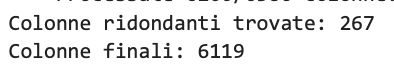 Colonne ridondanti trovate: 267
Colonne finali: 6119